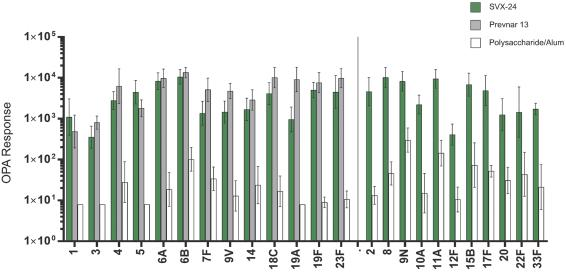 SVX-24
Prevnar 13
Polysaccharide/Alum
OPA Response
1×10⁵
1×10⁴
1×10³
1×10²
1×10¹
1×10⁰
1 3 4 5 6A 6B 7F 9V 14 18C 19A 19F 23F - 2 8 9N 10A 11A 12F 15B 17F 20 22F 33F